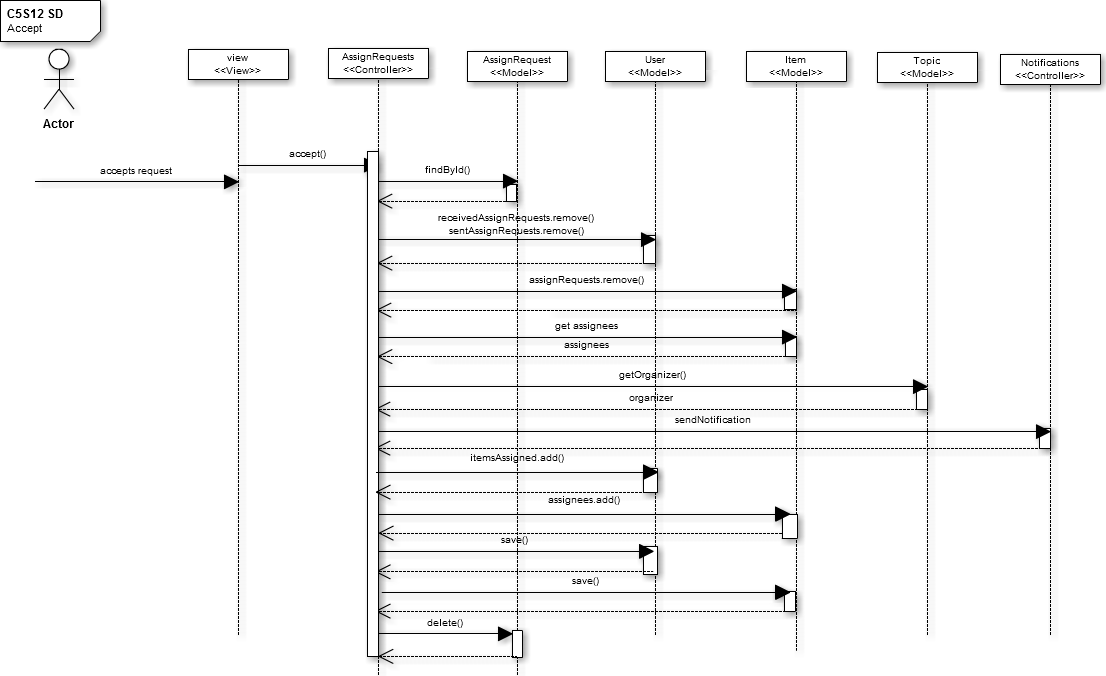 C5S12 SD
Accept
Actor
view
<<View>>
AssignRequests
<<Controller>>
AssignRequest
<<Model>>
User
<<Model>>
Item
<<Model>>
Topic
<<Model>>
Notifications
<<Controller>>
accept()
accepts request
findById()
receivedAssignRequests.remove()
sentAssignRequests.remove()
assignRequests.remove()
get assignees
assignees
getOrganizer()
organizer
sendNotification
itemsAssigned.add()
assignees.add()
save()
save()
delete()